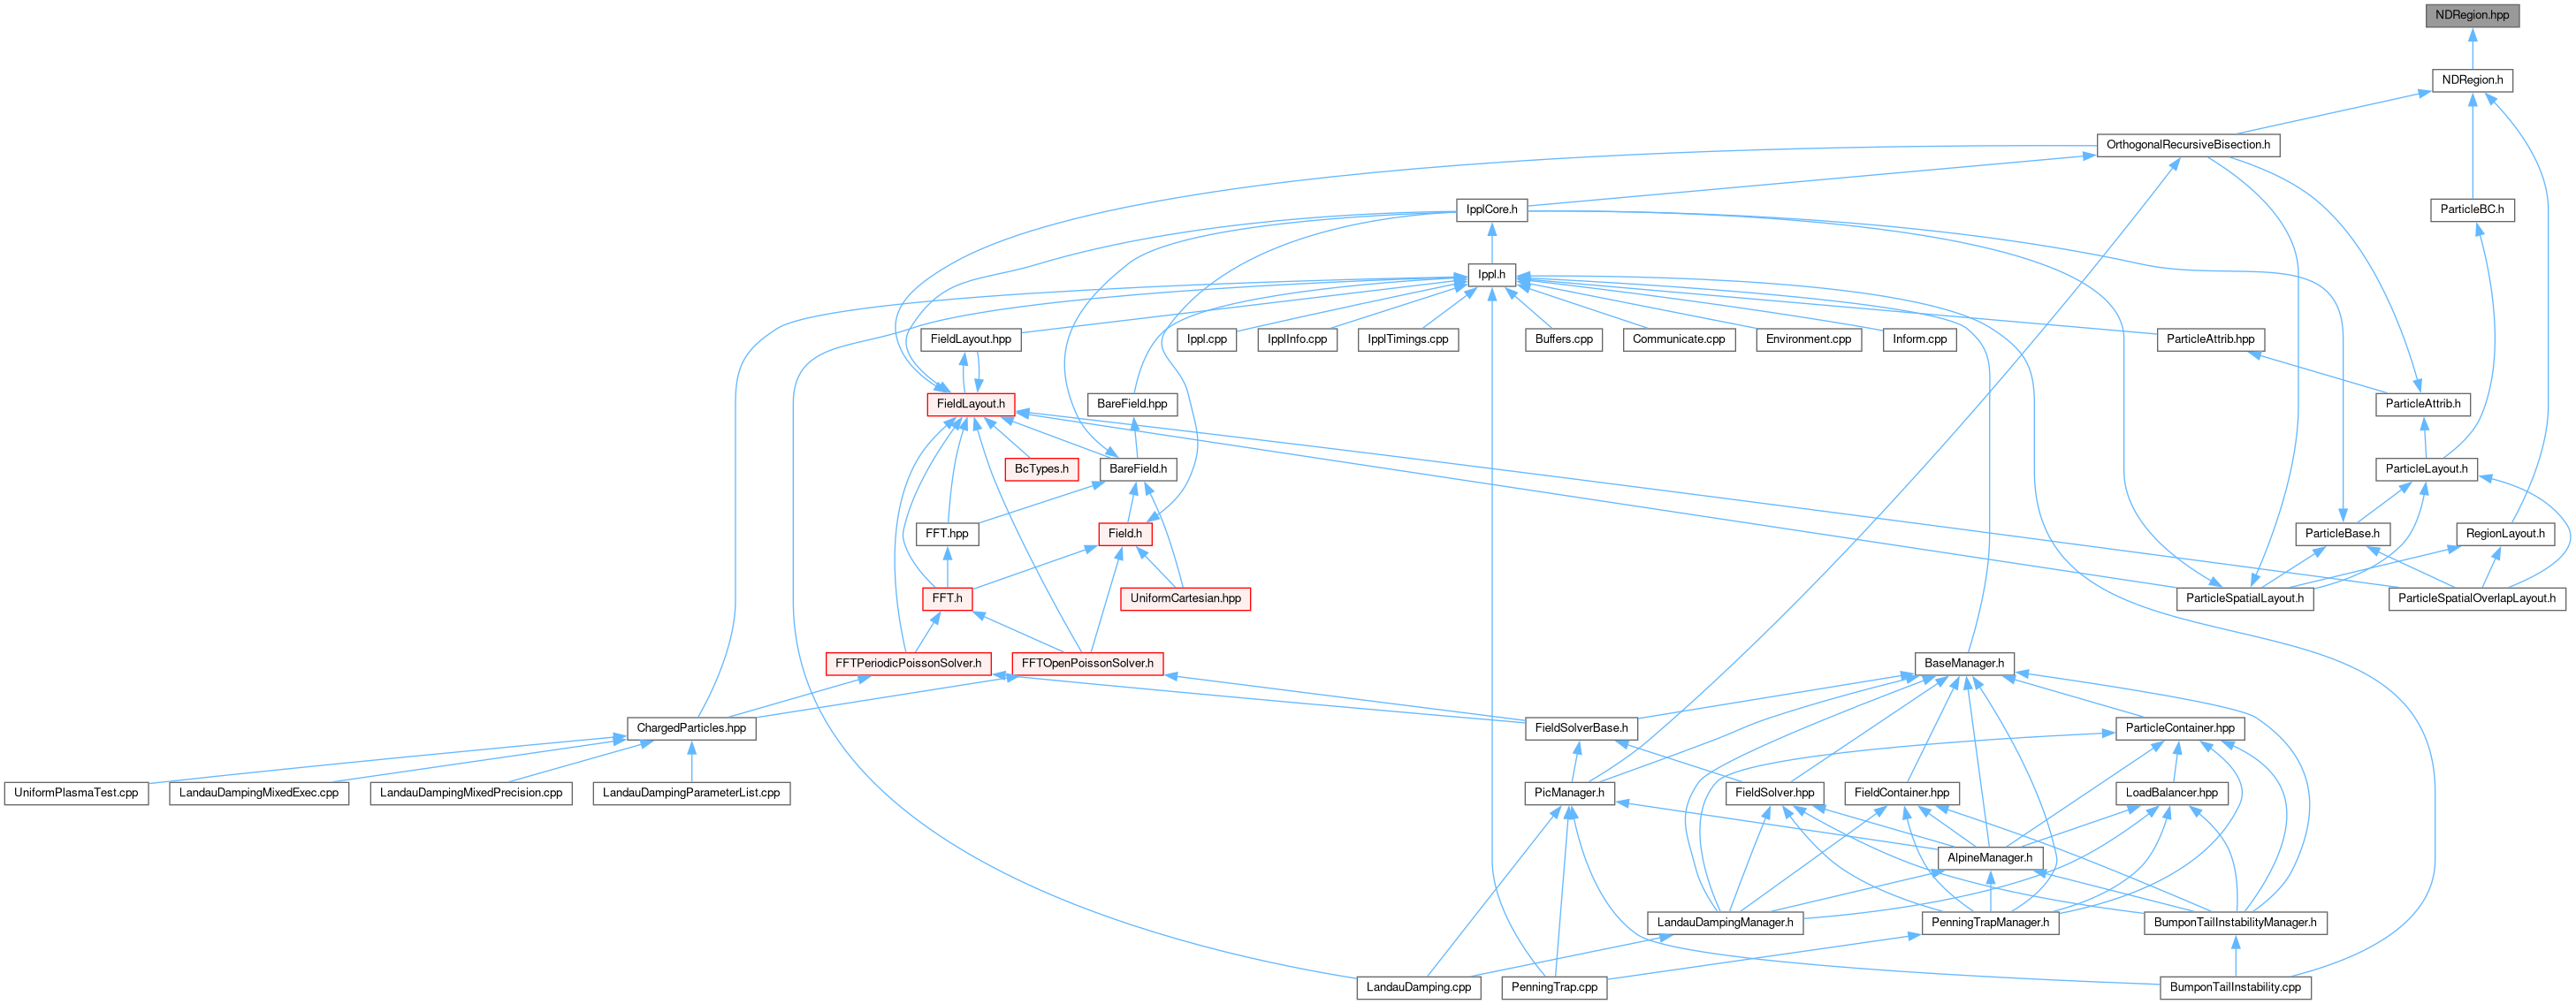 NDRegion.hpp
NDRegion.h
OrthogonalRecursiveBisection.h
IpplCore.h
ParticleBC.h
Ippl.h
FieldLayout.hpp
Ippl.cpp
IpplInfo.cpp
IpplTimings.cpp
Buffers.cpp
Communicate.cpp
Environment.cpp
Inform.cpp
ParticleAttrib.hpp
FieldLayout.h
BareField.hpp
ParticleAttrib.h
BcTypes.h
BareField.h
ParticleLayout.h
FFT.hpp
Field.h
ParticleBase.h
RegionLayout.h
FFT.h
UniformCartesian.hpp
ParticleSpatialLayout.h
ParticleSpatialOverlapLayout.h
FFTPeriodicPoissonSolver.h
FFTOpenPoissonSolver.h
BaseManager.h
ChargedParticles.hpp
FieldSolverBase.h
ParticleContainer.hpp
UniformPlasmaTest.cpp
LandauDampingMixedExec.cpp
LandauDampingMixedPrecision.cpp
LandauDampingParameterList.cpp
PicManager.h
FieldSolver.hpp
FieldContainer.hpp
LoadBalancer.hpp
AlpineManager.h
LandauDampingManager.h
PenningTrapManager.h
BumponTailInstabilityManager.h
LandauDamping.cpp
PenningTrap.cpp
BumponTailInstability.cpp